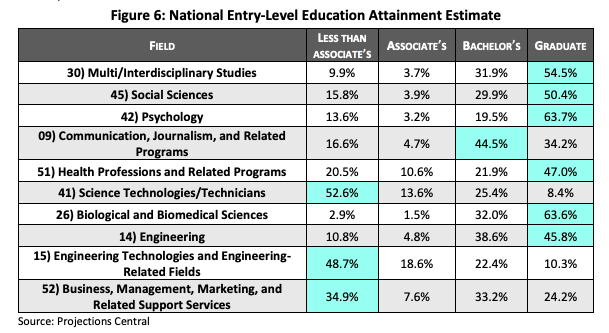 Figure 6: National Entry-Level Education Attainment Estimate
FIELD LESS THAN ASSOCIATE'S ASSOCIATE'S BACHELOR'S GRADUATE
30) Multi/Interdisciplinary Studies 9.9% 3.7% 31.9% 54.5%
45) Social Sciences 15.8% 3.9% 29.9% 50.4%
42) Psychology 13.6% 3.2% 19.5% 63.7%
09) Communication, Journalism, and Related Programs 16.6% 4.7% 44.5% 34.2%
51) Health Professions and Related Programs 20.5% 10.6% 21.9% 47.0%
41) Science Technologies/Technicians 52.6% 13.6% 25.4% 8.4%
26) Biological and Biomedical Sciences 2.9% 1.5% 32.0% 63.6%
14) Engineering 10.8% 4.8% 38.6% 45.8%
15) Engineering Technologies and Engineering-Related Fields 48.7% 18.6% 22.4% 10.3%
52) Business, Management, Marketing, and Related Support Services 34.9% 7.6% 33.2% 24.2%
Source: Projections Central